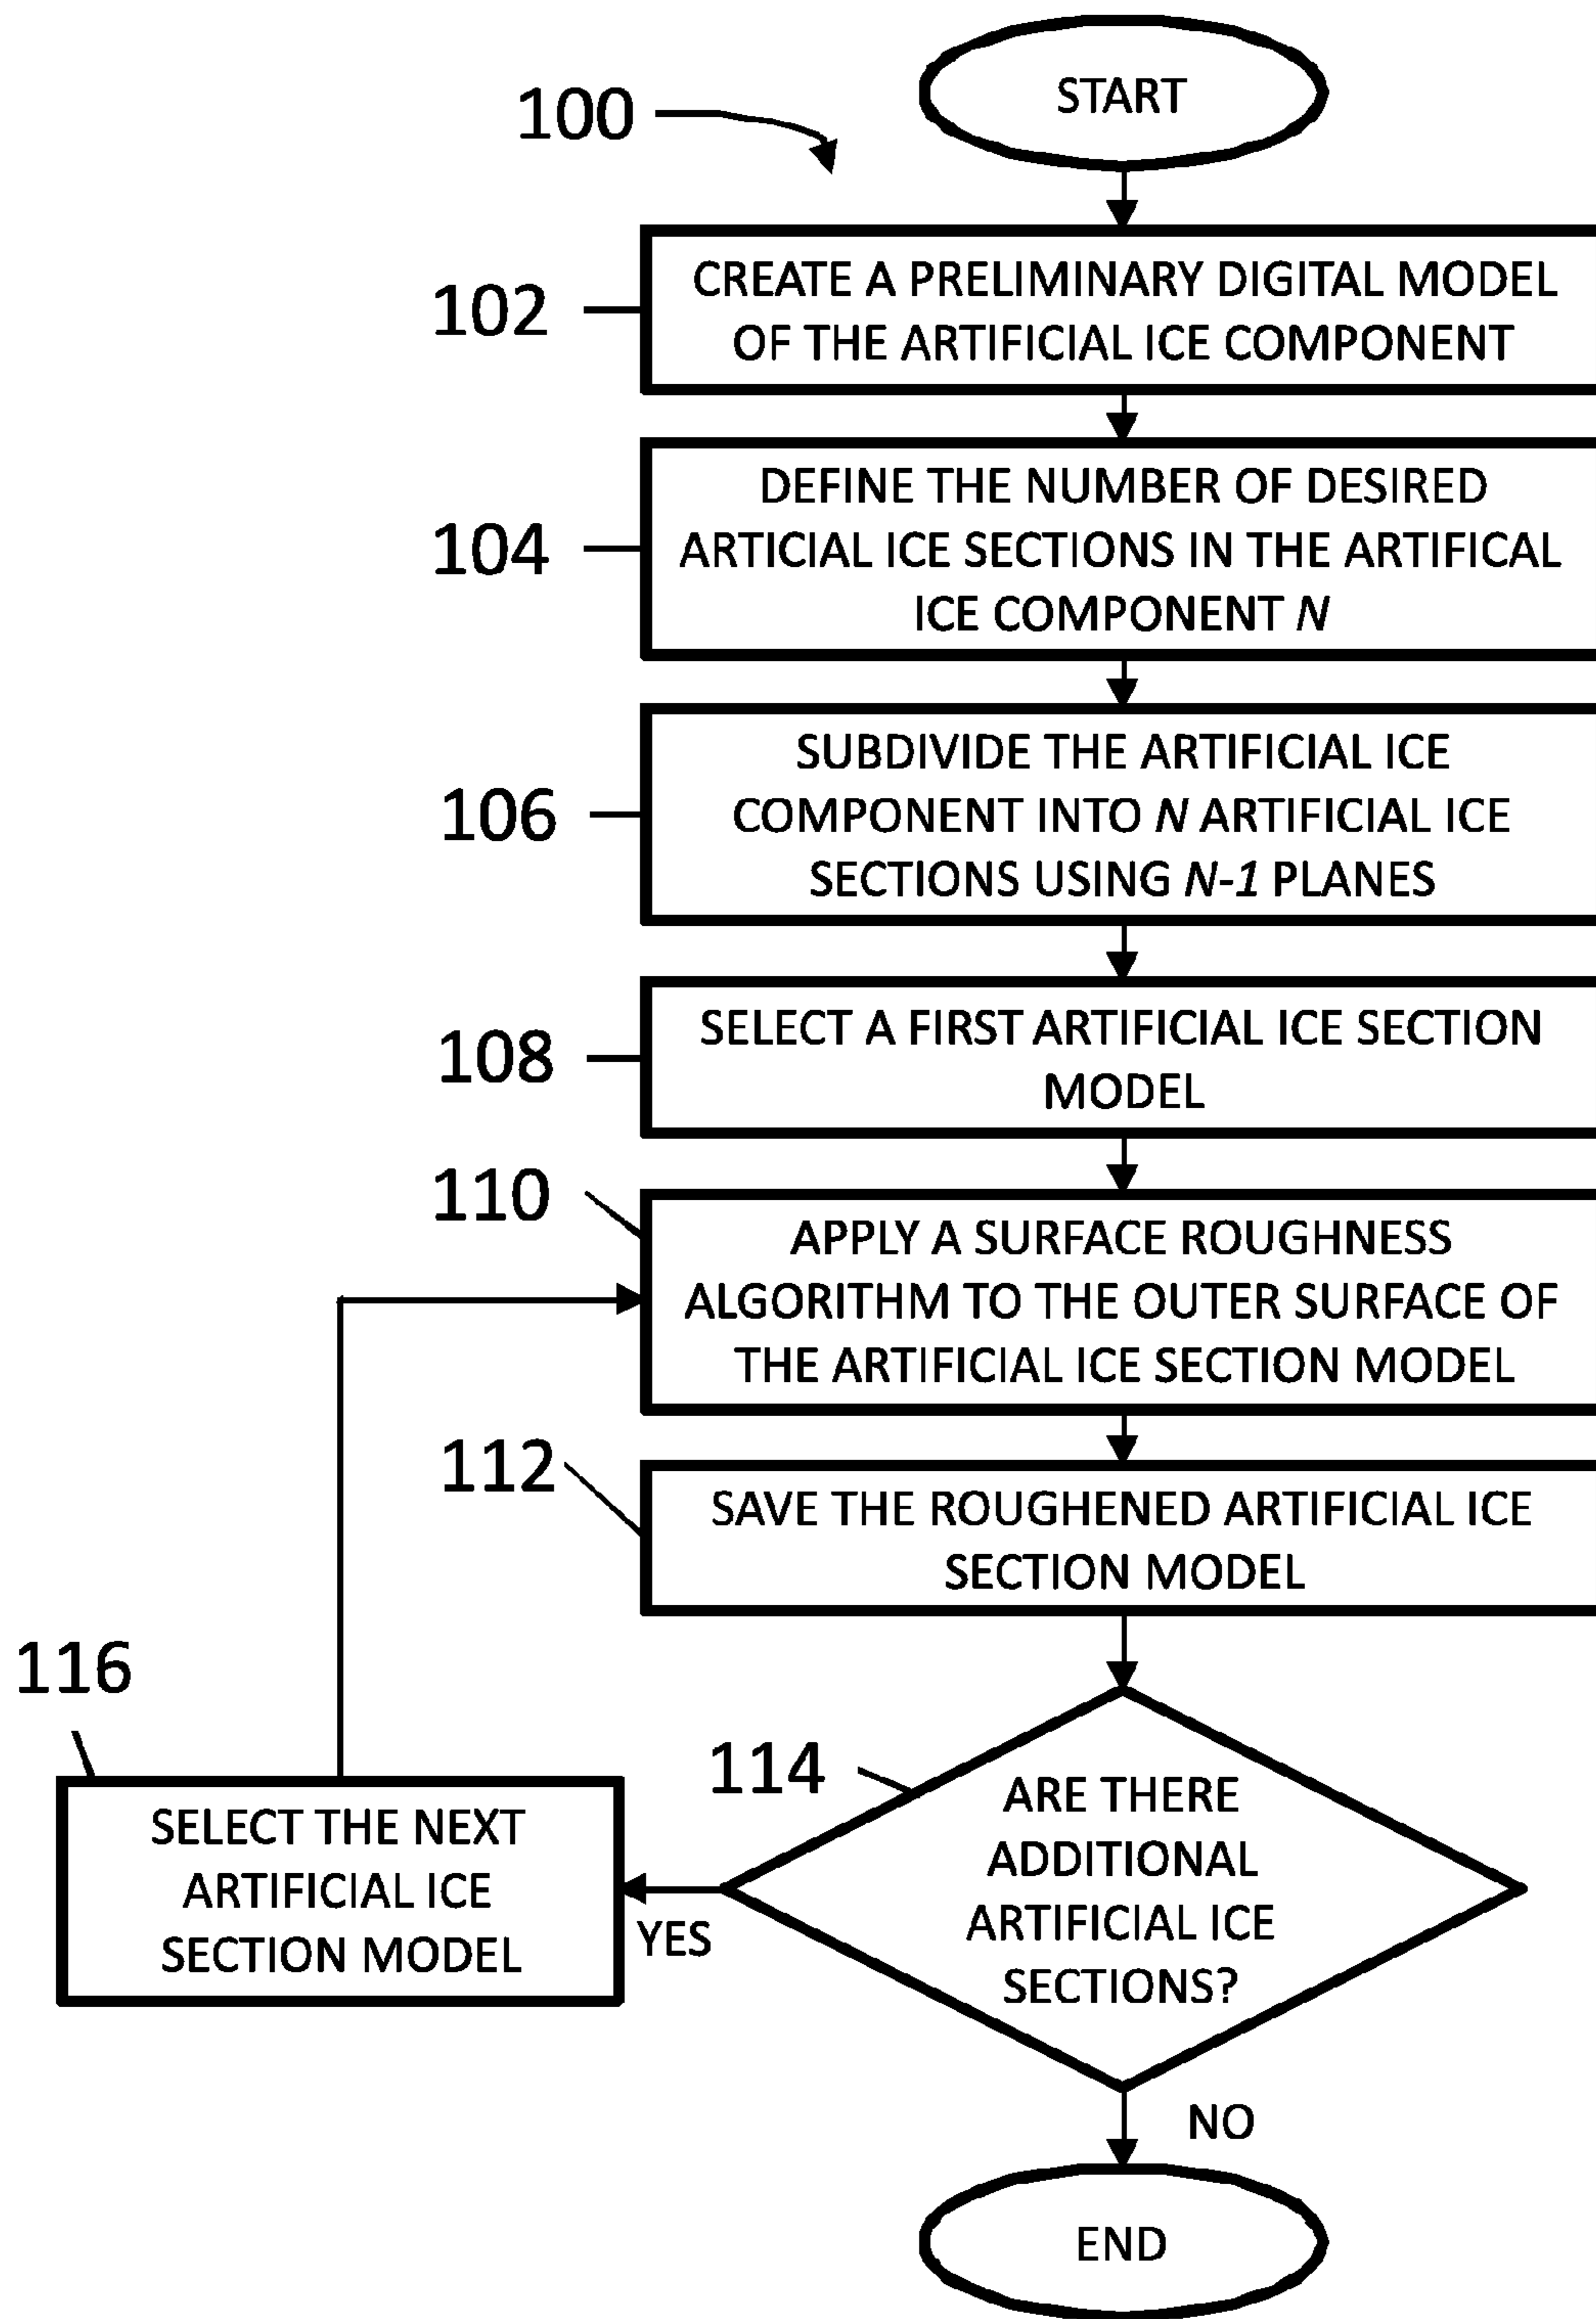 START
100
102
CREATE A PRELIMINARY DIGITAL MODEL
OF THE ARTIFICIAL ICE COMPONENT
104
DEFINE THE NUMBER OF DESIRED
ARTICIAL ICE SECTIONS IN THE ARTIFICAL
ICE COMPONENT N
106
SUBDIVIDE THE ARTIFICIAL ICE
COMPONENT INTO N ARTIFICIAL ICE
SECTIONS USING N-1 PLANES
108
SELECT A FIRST ARTIFICIAL ICE SECTION
MODEL
110
APPLY A SURFACE ROUGHNESS
ALGORITHM TO THE OUTER SURFACE OF
THE ARTIFICIAL ICE SECTION MODEL
112
SAVE THE ROUGHENED ARTIFICIAL ICE
SECTION MODEL
114
ARE THERE
ADDITIONAL
ARTIFICIAL ICE
SECTIONS?
YES
116
SELECT THE NEXT
ARTIFICIAL ICE
SECTION MODEL
NO
END